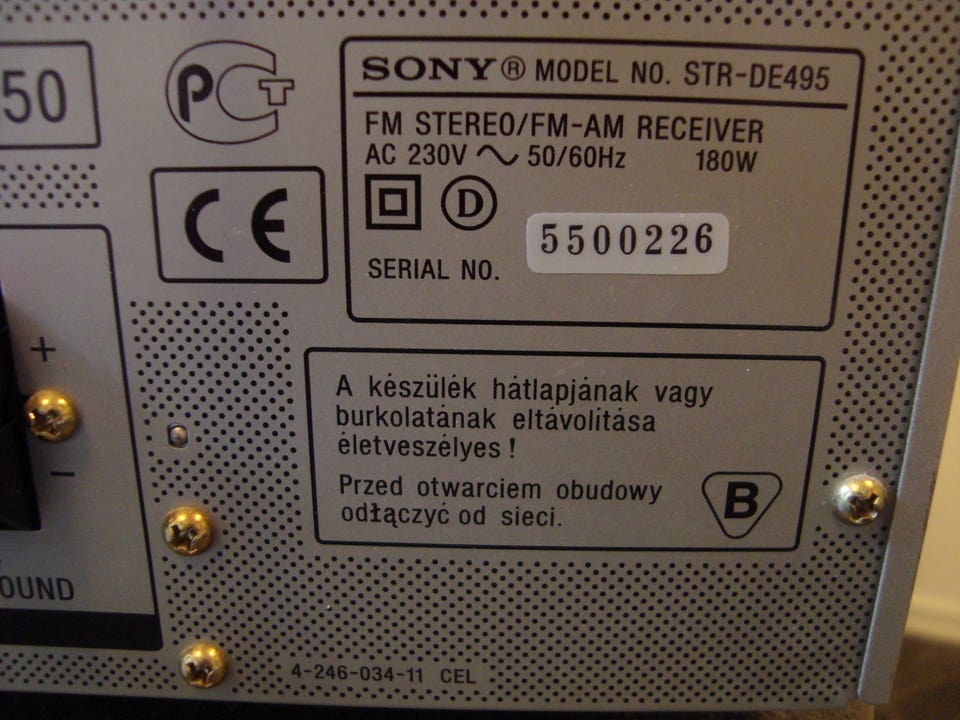 50
РСТ
SONY® MODEL NO. STR-DE495
FM STEREO/FM-AM RECEIVER
AC 230V ~ 50/60Hz 180W
D
SERIAL NO. 5500226
CE
+
−
A készülék hátlapjának vagy
burkolatának eltávolítása
életveszélyes !
Przed otwarciem obudowy
odłączyć od sieci.
B
OUND
4-246-034-11 CEL